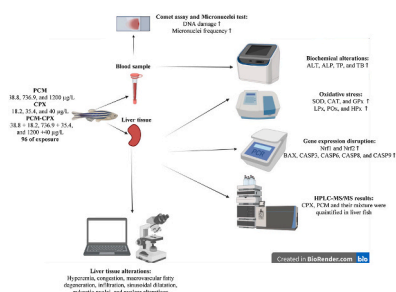 Comet assay and Micronuclei test:
DNA damage ↑
Micronuclei frequency ↑
Blood sample
Biochemical alterations:
ALT, ALP, TP, and TB ↑
PCM
38.8, 736.9, and 1200 µg/L
CPX
18.2, 35.4, and 40 µg/L
PCM-CPX
38.8 + 18.2, 736.9 + 35.4,
and 1200 +40 µg/L
96 of exposure
Oxidative stress:
SOD, CAT, and GPx ↑
LPx, POx, and HPx ↑
Liver tissue
Gene expression disruption:
Nrf1 and Nrf2 ↑
BAX, CASP3, CASP6, CASP8, and CASP9 ↑
HPLC-MS/MS results:
CPX, PCM and their mixture were
quantified in liver fish
Liver tissue alterations:
Hyperemia, congestion, macrovascular fatty
degeneration, infiltration, sinusoidal dilatation,
Created in BioRender.com bio